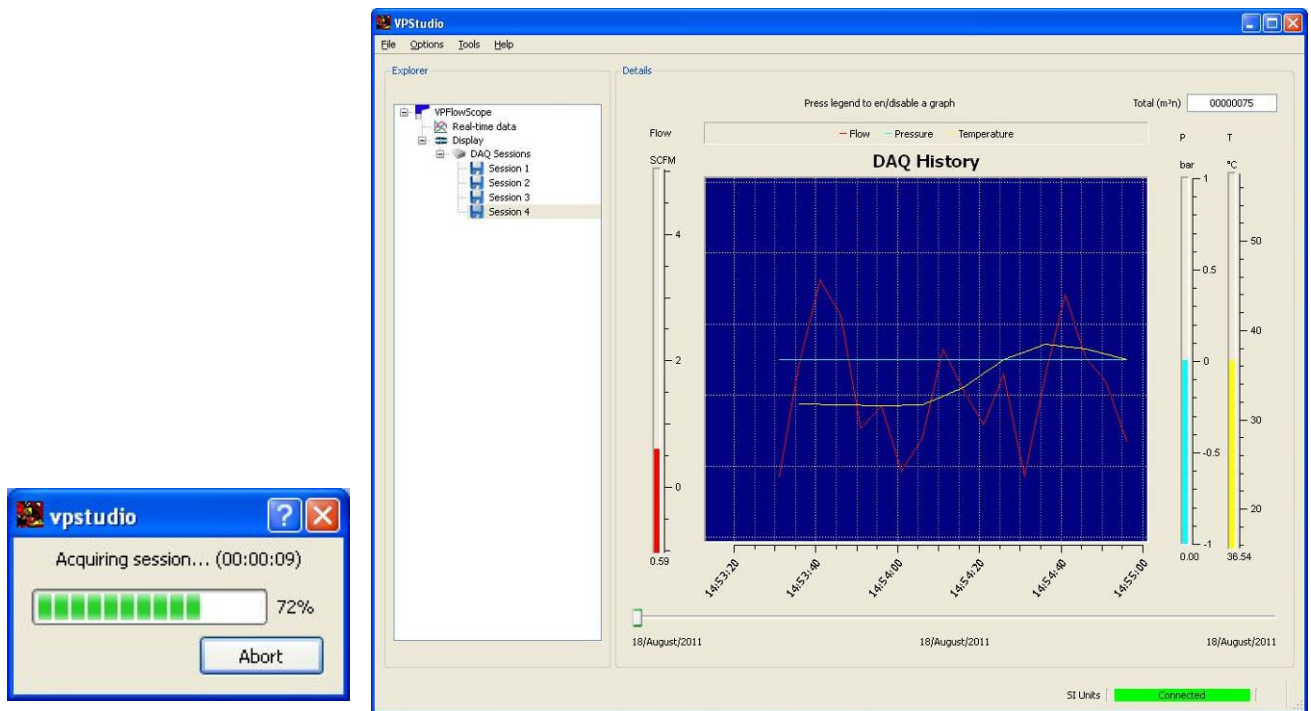 vpstudio
Acquiring session... (00:00:09)
72%
Abort
VPStudio
File Options Tools Help
Explorer
VPFlowScope
Real-time data
Display
DAQ Sessions
Session 1
Session 2
Session 3
Session 4
Details
Press legend to en/disable a graph
Total (m³n) 00000075
Flow
Flow Pressure Temperature
P T
SCFM
DAQ History
bar °C
4
2
0
0.59
1
0.5
0
-0.5
-1
0.00
50
40
30
20
36.54
14:53:20
14:53:40
14:54:00
14:54:20
14:54:40
14:55:00
18/August/2011 18/August/2011 18/August/2011
SI Units Connected